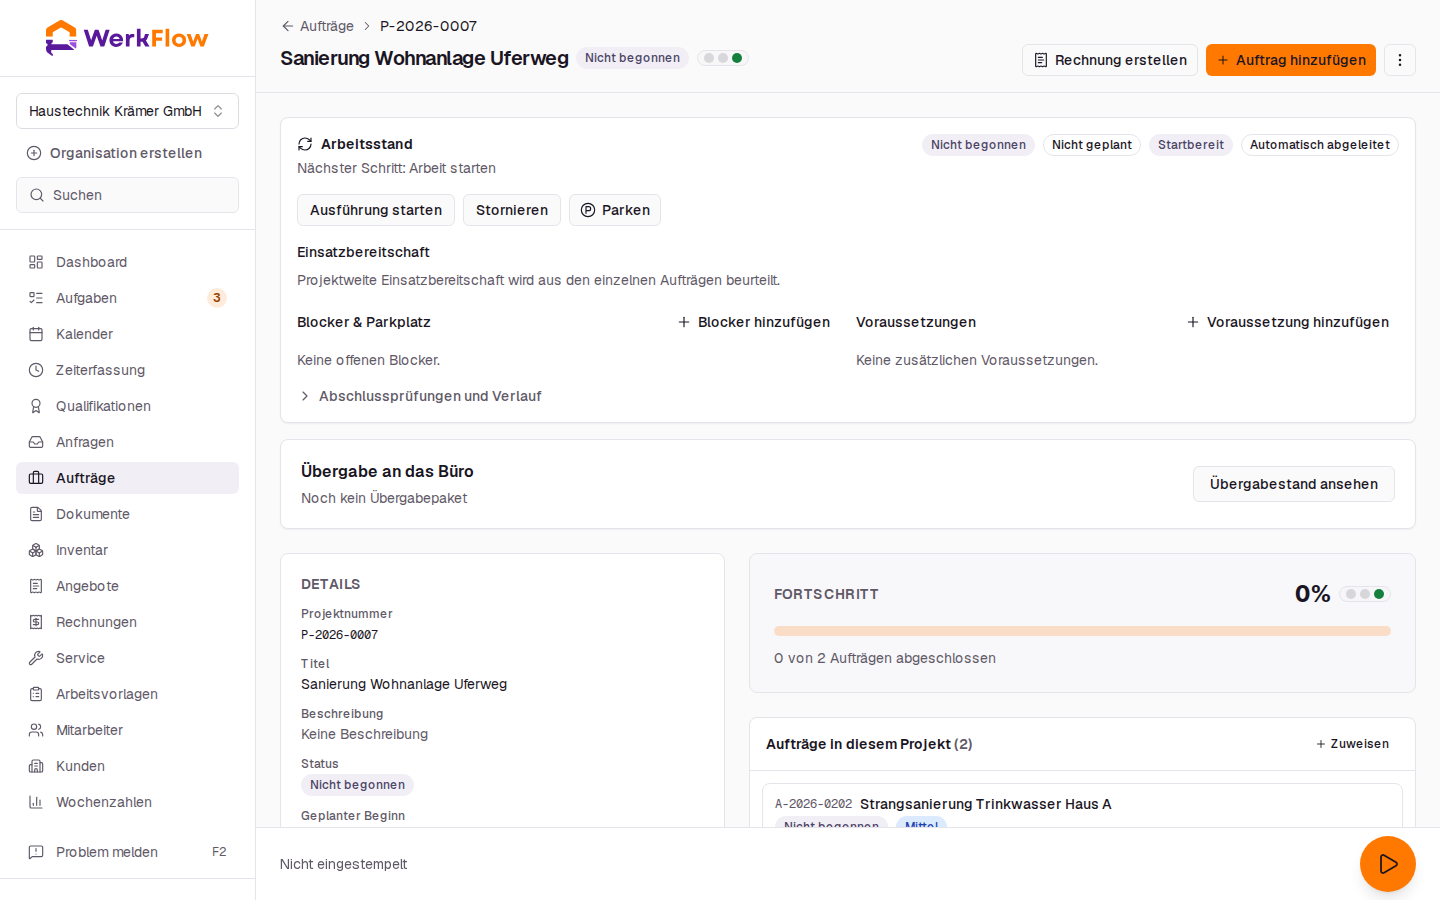 WerkFlow
Haustechnik Krämer GmbH
Organisation erstellen
Suchen
Dashboard
Aufgaben 3
Kalender
Zeiterfassung
Qualifikationen
Anfragen
Aufträge
Dokumente
Inventar
Angebote
Rechnungen
Service
Arbeitsvorlagen
Mitarbeiter
Kunden
Wochenzahlen
Problem melden F2
Aufträge P-2026-0007
Sanierung Wohnanlage Uferweg Nicht begonnen
Rechnung erstellen
Auftrag hinzufügen
Arbeitsstand
Nicht begonnen Nicht geplant Startbereit Automatisch abgeleitet
Nächster Schritt: Arbeit starten
Ausführung starten Stornieren Parken
Einsatzbereitschaft
Projektweite Einsatzbereitschaft wird aus den einzelnen Aufträgen beurteilt.
Blocker & Parkplatz Blocker hinzufügen
Keine offenen Blocker.
Voraussetzungen Voraussetzung hinzufügen
Keine zusätzlichen Voraussetzungen.
Abschlussprüfungen und Verlauf
Übergabe an das Büro
Noch kein Übergabepaket
Übergabestand ansehen
DETAILS
Projektnummer
P-2026-0007
Titel
Sanierung Wohnanlage Uferweg
Beschreibung
Keine Beschreibung
Status
Nicht begonnen
Geplanter Beginn
FORTSCHRITT 0%
0 von 2 Aufträgen abgeschlossen
Aufträge in diesem Projekt (2) Zuweisen
A-2026-0202 Strangsanierung Trinkwasser Haus A
Nicht begonnen Mittel
Nicht eingestempelt